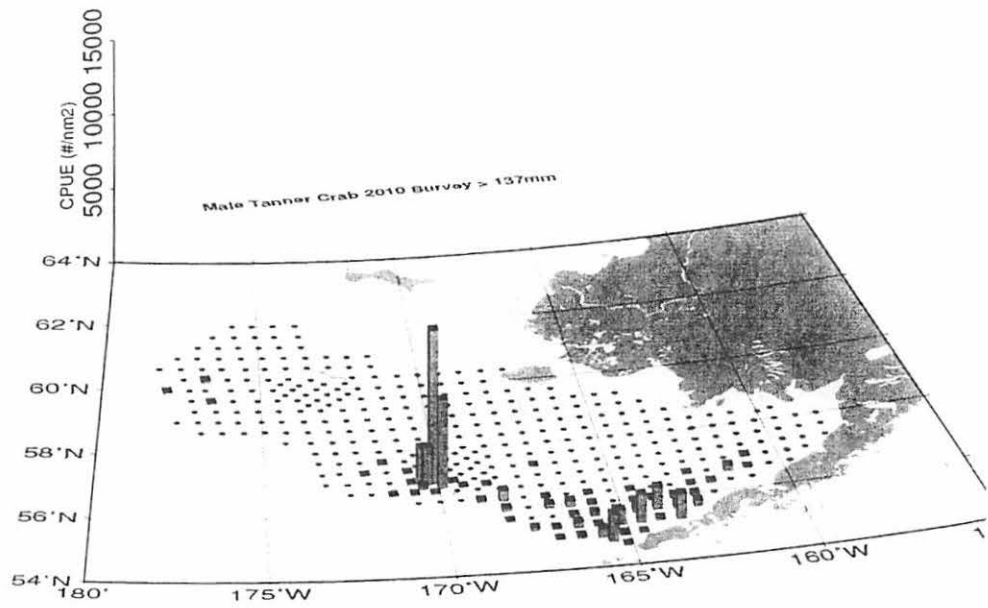 15000
10000
CPUE (#/nm2)
5000
Male Tanner Crab 2010 Survey > 137mm
64°N
62°N
60°N
58°N
56°N
54°N
180°
175°W
170°W
165°W
160°W
1